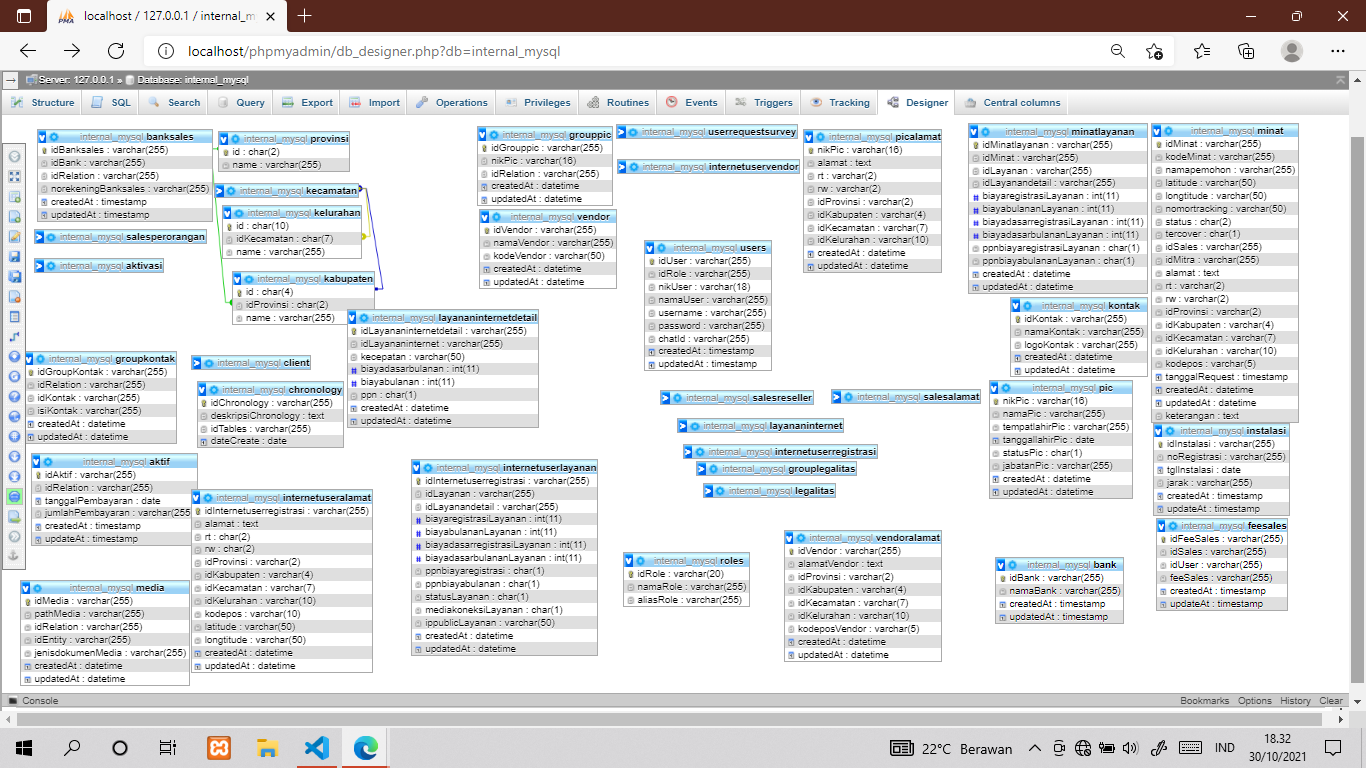 localhost / 127.0.0.1 / internal_m
localhost/phpmyadmin/db_designer.php?db=internal_mysql
Server: 127.0.0.1 » Database: internal_mysql
Structure SQL Search Query Export Import Operations Privileges Routines Events Triggers Tracking Designer Central columns
internal_mysql banksales
idBanksales : varchar(255)
idBank : varchar(255)
idRelation : varchar(255)
norekeningBanksales : varchar(255)
createdAt : timestamp
updatedAt : timestamp
internal_mysql provinsi
id : char(2)
name : varchar(255)
internal_mysql kecamatan
internal_mysql kelurahan
id : char(10)
idKecamatan : char(7)
name : varchar(255)
internal_mysql salesperorangan
internal_mysql aktivasi
internal_mysql kabupaten
id : char(4)
idProvinsi : char(2)
name : varchar(255)
internal_mysql layananinternetdetail
idLayananinternetdetail : varchar(255)
idLayananinternet : varchar(255)
kecepatan : varchar(50)
biayadasarbulanan : int(11)
biayabulanan : int(11)
ppn : char(1)
createdAt : datetime
updatedAt : datetime
internal_mysql groupkontak
idGroupKontak : varchar(255)
idRelation : varchar(255)
idKontak : varchar(255)
isiKontak : varchar(255)
createdAt : datetime
updatedAt : datetime
internal_mysql client
internal_mysql chronology
idChronology : varchar(255)
deskripsiChronology : text
idTables : varchar(255)
dateCreate : date
internal_mysql aktif
idAktif : varchar(255)
idRelation : varchar(255)
tanggalPembayaran : date
jumlahPembayaran : varchar(255
createdAt : timestamp
updateAt : timestamp
internal_mysql internetuseralamat
idInternetuserregistrasi : varchar(255)
alamat : text
rt : char(2)
rw : char(2)
idProvinsi : varchar(2)
idKabupaten : varchar(4)
idKecamatan : varchar(7)
idKelurahan : varchar(10)
kodepos : varchar(10)
latitude : varchar(50)
longtitude : varchar(50)
createdAt : datetime
updatedAt : datetime
internal_mysql media
idMedia : varchar(255)
pathMedia : varchar(255)
idRelation : varchar(255)
idEntity : varchar(255)
jenisdokumenMedia : varchar(255)
createdAt : datetime
updatedAt : datetime
internal_mysql grouppic
idGrouppic : varchar(255)
nikPic : varchar(16)
idRelation : varchar(255)
createdAt : datetime
updatedAt : datetime
internal_mysql vendor
idVendor : varchar(255)
namaVendor : varchar(255)
kodeVendor : varchar(50)
createdAt : datetime
updatedAt : datetime
internal_mysql userrequestsurvey
internal_mysql internetuservendor
internal_mysql users
idUser : varchar(255)
idRole : varchar(255)
nikUser : varchar(18)
namaUser : varchar(255)
username : varchar(255)
password : varchar(255)
chatId : varchar(255)
createdAt : timestamp
updatedAt : timestamp
internal_mysql salesreseller
internal_mysql salesalamat
internal_mysql layananinternet
internal_mysql internetuserregistrasi
internal_mysql grouplegalitas
internal_mysql legalitas
internal_mysql internetuserlayanan
idInternetuserregistrasi : varchar(255)
idLayanan : varchar(255)
idLayanandetail : varchar(255)
biayaregistrasiLayanan : int(11)
biayabulananLayanan : int(11)
biayadasarregistrasiLayanan : int(11)
biayadasarbulananLayanan : int(11)
ppnbiayaregistrasi : char(1)
ppnbiayabulanan : char(1)
statusLayanan : char(1)
mediakoneksiLayanan : char(1)
ippublicLayanan : varchar(50)
createdAt : datetime
updatedAt : datetime
internal_mysql roles
idRole : varchar(20)
namaRole : varchar(255)
aliasRole : varchar(255)
internal_mysql picalamat
nikPic : varchar(16)
alamat : text
rt : varchar(2)
rw : varchar(2)
idProvinsi : varchar(2)
idKabupaten : varchar(4)
idKecamatan : varchar(7)
idKelurahan : varchar(10)
createdAt : datetime
updatedAt : datetime
internal_mysql vendoralamat
idVendor : varchar(255)
alamatVendor : text
idProvinsi : varchar(2)
idKabupaten : varchar(4)
idKecamatan : varchar(7)
idKelurahan : varchar(10)
kodeposVendor : varchar(5)
createdAt : datetime
updatedAt : datetime
internal_mysql minatlayanan
idMinatlayanan : varchar(255)
idMinat : varchar(255)
idLayanan : varchar(255)
idLayanandetail : varchar(255)
biayaregistrasiLayanan : int(11)
biayabulananLayanan : int(11)
biayadasarregistrasiLayanan : int(11)
biayadasarbulananLayanan : int(11)
ppnbiayaregistrasiLayanan : char(1)
ppnbiayabulananLayanan : char(1)
createdAt : datetime
updatedAt : datetime
internal_mysql kontak
idKontak : varchar(255)
namaKontak : varchar(255)
logoKontak : varchar(255)
createdAt : datetime
updatedAt : datetime
internal_mysql pic
nikPic : varchar(16)
namaPic : varchar(255)
tempatlahirPic : varchar(255)
tanggallahirPic : date
statusPic : char(1)
jabatanPic : varchar(255)
createdAt : datetime
updatedAt : datetime
internal_mysql bank
idBank : varchar(255)
namaBank : varchar(255)
createdAt : timestamp
updatedAt : timestamp
internal_mysql minat
idMinat : varchar(255)
kodeMinat : varchar(255)
namapemohon : varchar(255)
latitude : varchar(50)
longtitude : varchar(50)
nomortracking : varchar(50)
status : char(2)
tercover : char(1)
idSales : varchar(255)
idMitra : varchar(255)
alamat : text
rt : varchar(2)
rw : varchar(2)
idProvinsi : varchar(2)
idKabupaten : varchar(4)
idKecamatan : varchar(7)
idKelurahan : varchar(10)
kodepos : varchar(5)
tanggalRequest : timestamp
createdAt : datetime
updatedAt : datetime
keterangan : text
internal_mysql instalasi
idInstalasi : varchar(255)
noRegistrasi : varchar(255)
tglInstalasi : date
jarak : varchar(255)
createdAt : timestamp
updatedAt : timestamp
internal_mysql feesales
idFeeSales : varchar(255)
idSales : varchar(255)
idUser : varchar(255)
feeSales : varchar(255)
createdAt : timestamp
updateAt : timestamp
Console Bookmarks Options History Clear
22°C Berawan IND 18.32
30/10/2021